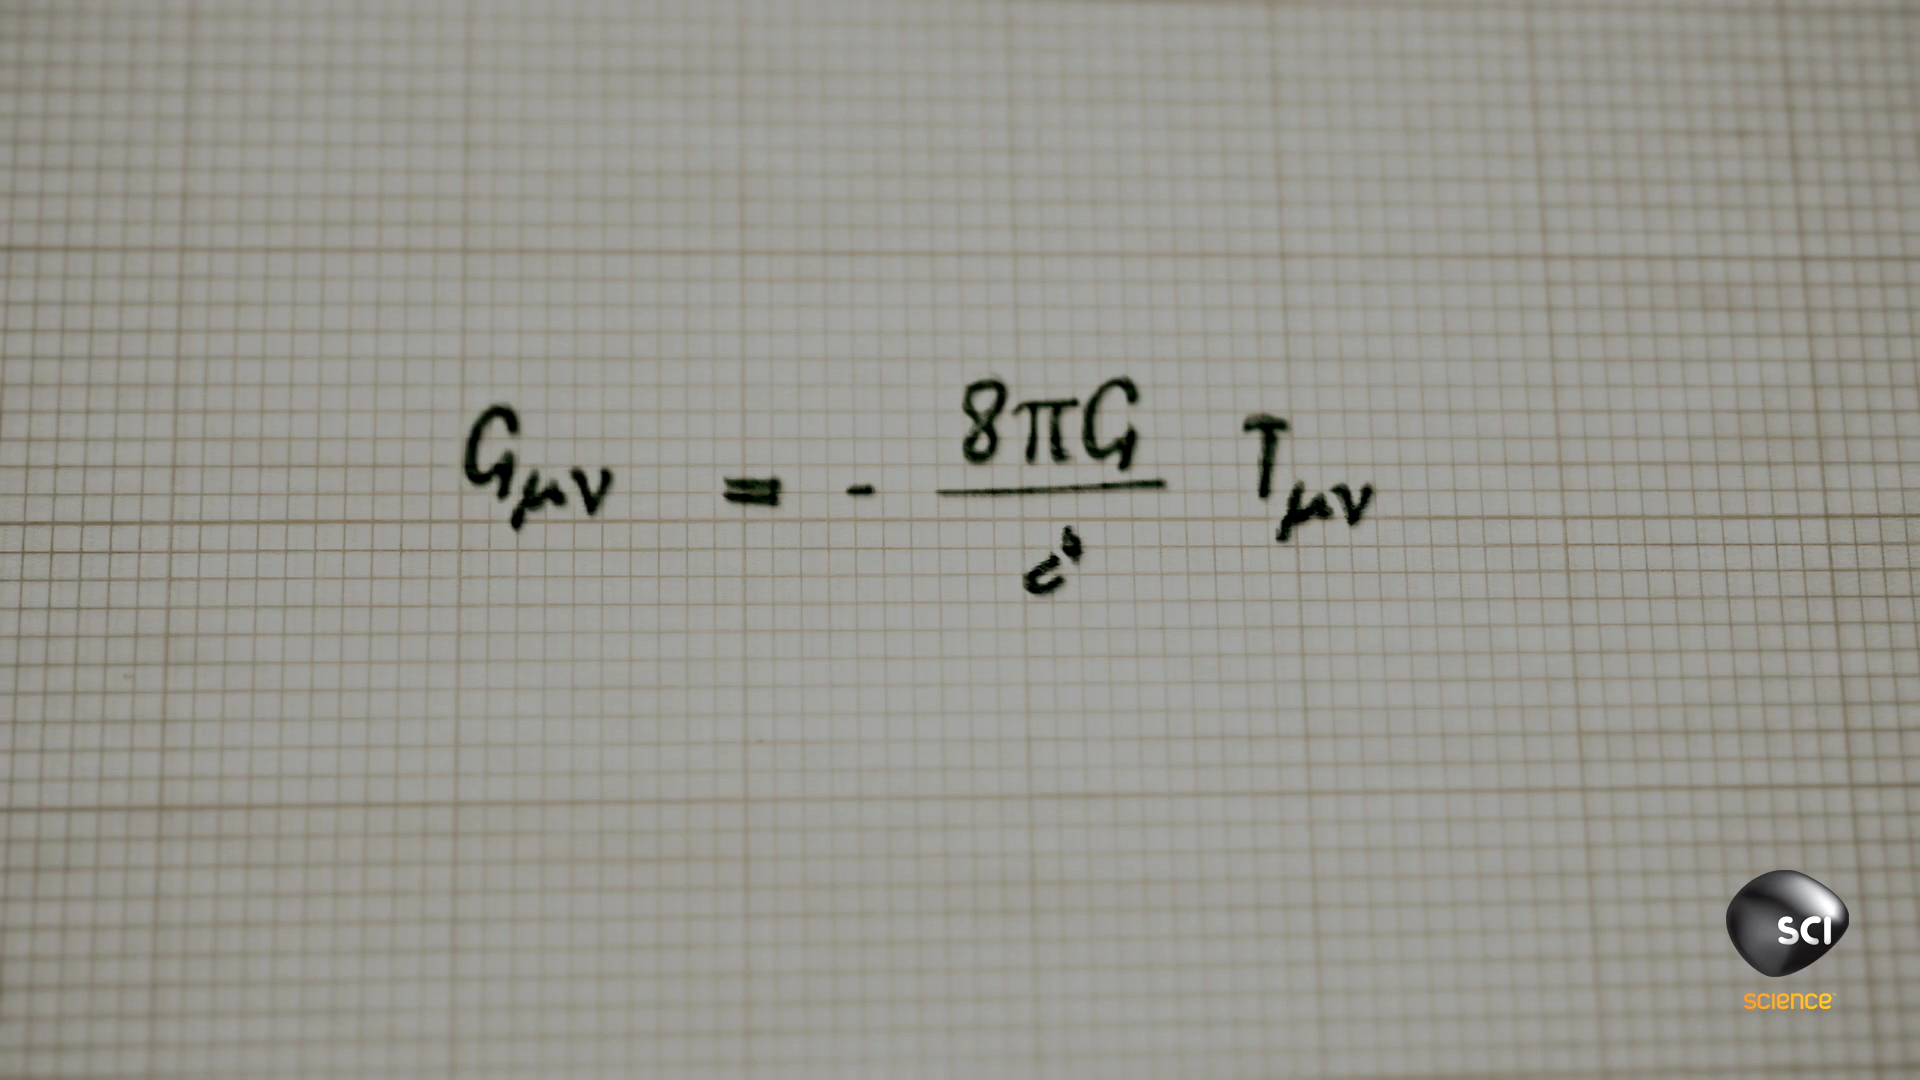 Gμν = - 8πG / c⁴ Tμν
SCI
science